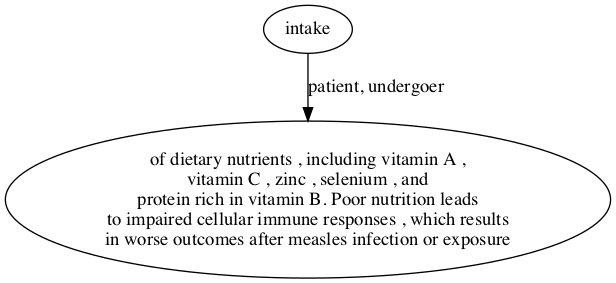 intake
patient, undergoer
of dietary nutrients , including vitamin A ,
vitamin C , zinc , selenium , and
protein rich in vitamin B. Poor nutrition leads
to impaired cellular immune responses , which results
in worse outcomes after measles infection or exposure